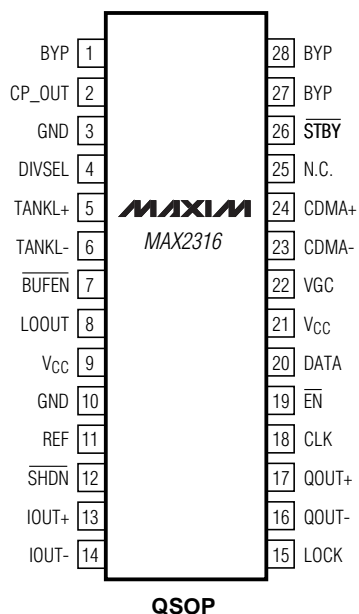 BYP 1
CP_OUT 2
GND 3
DIVSEL 4
TANKL+ 5
TANKL- 6
BUFEN 7
LOOUT 8
VCC 9
GND 10
REF 11
SHDN 12
IOUT+ 13
IOUT- 14
MAXIM
MAX2316
28 BYP
27 BYP
26 STBY
25 N.C.
24 CDMA+
23 CDMA-
22 VGC
21 VCC
20 DATA
19 EN
18 CLK
17 QOUT+
16 QOUT-
15 LOCK
QSOP